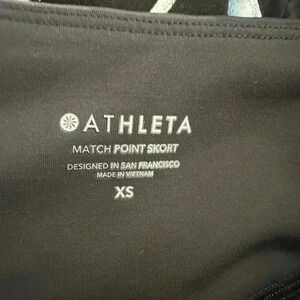 ATHLETA
MATCH POINT SKORT
DESIGNED IN SAN FRANCISCO
MADE IN VIETNAM
XS